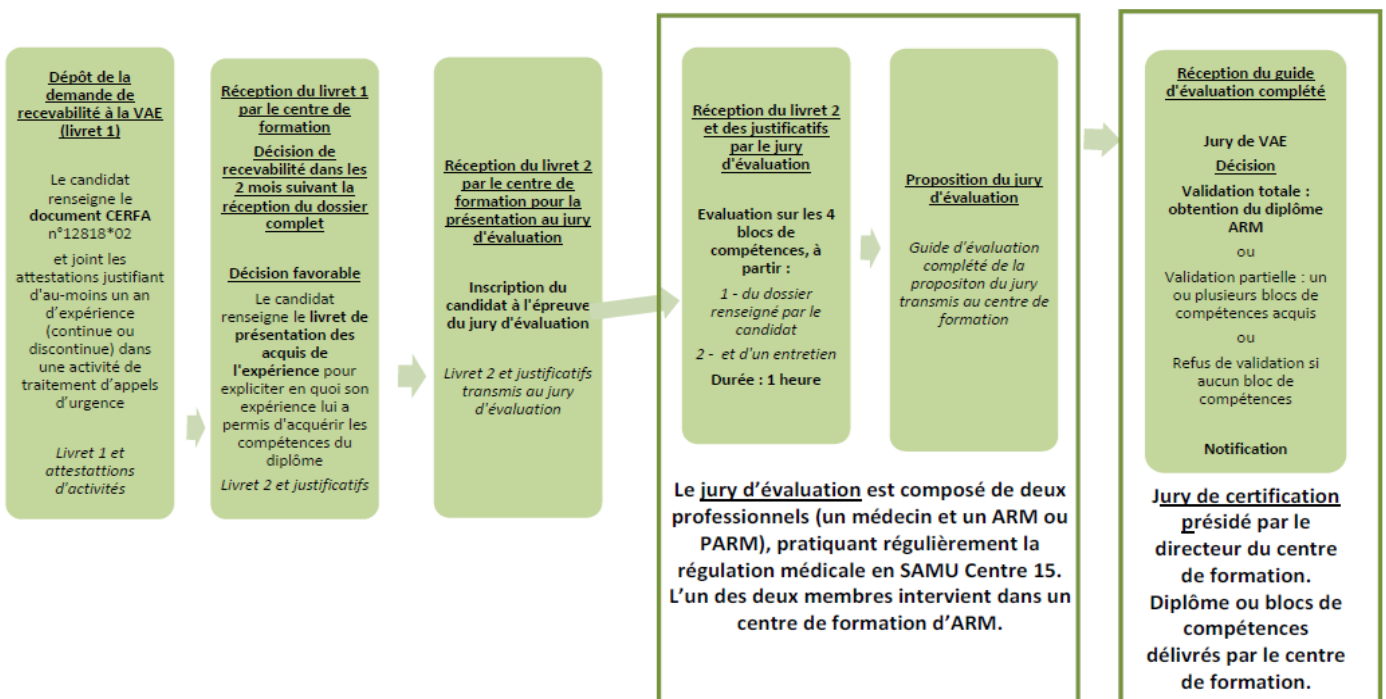 Dépôt de la
demande de
recevabilité à la VAE
(livret 1)
Le candidat
renseigne le
document CERFA
n°12818*02
et joint les
attestations justifiant
d'au-moins un an
d'expérience
(continue ou
discontinue) dans
une activité de
traitement d'appels
d'urgence
Livret 1 et
attestattions
d'activités
Réception du livret 1
par le centre de
formation
Décision de
recevabilité dans les
2 mois suivant la
réception du dossier
complet
Décision favorable
Le candidat
renseigne le livret de
présentation des
acquis de
l'expérience pour
expliciter en quoi son
expérience lui a
permis d'acquérir les
compétences du
diplôme
Livret 2 et justificatifs
Réception du livret 2
par le centre de
formation pour la
présentation au jury
d'évaluation
Inscription du
candidat à l'épreuve
du jury d'évaluation
Livret 2 et justificatifs
transmis au jury
d'évaluation
Réception du livret 2
et des justificatifs
par le jury
d'évaluation
Evaluation sur les 4
blocs de
compétences, à
partir :
1 - du dossier
renseigné par le
candidat
2 - et d'un entretien
Durée : 1 heure
Proposition du jury
d'évaluation
Guide d'évaluation
complété de la
propositon du jury
transmis au centre de
formation
Le jury d'évaluation est composé de deux
professionnels (un médecin et un ARM ou
PARM), pratiquant régulièrement la
régulation médicale en SAMU Centre 15.
L'un des deux membres intervient dans un
centre de formation d'ARM.
Réception du guide
d'évaluation complété
Jury de VAE
Décision
Validation totale :
obtention du diplôme
ARM
ou
Validation partielle : un
ou plusieurs blocs de
compétences acquis
ou
Refus de validation si
aucun bloc de
compétences
Notification
Jury de certification
présidé par le
directeur du centre
de formation.
Diplôme ou blocs de
compétences
délivrés par le centre
de formation.